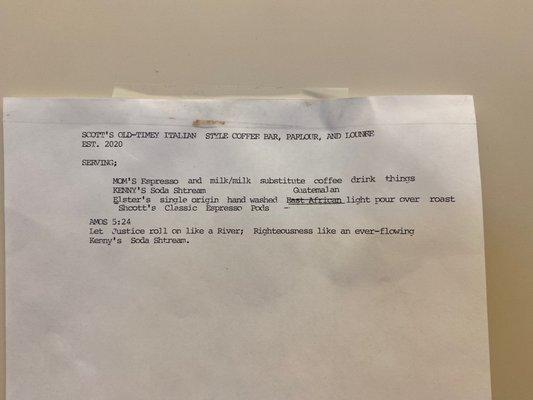 SCOTT'S OLD-TIMEY ITALIAN STYLE COFFEE BAR, PARLOUR, AND LOUNRE
EST. 2020
SERVING;
MOM'S Espresso and milk/milk substitute coffee drink things
KENNY'S Soda Shtream Guatemalan
Elster's single origin hand washed East African light pour over roast
Shoott's Classic Espresso Pods -
AMOS 5:24
Let Justice roll on like a River; Righteousness like an ever-flowing
Kenny's Soda Shtream.